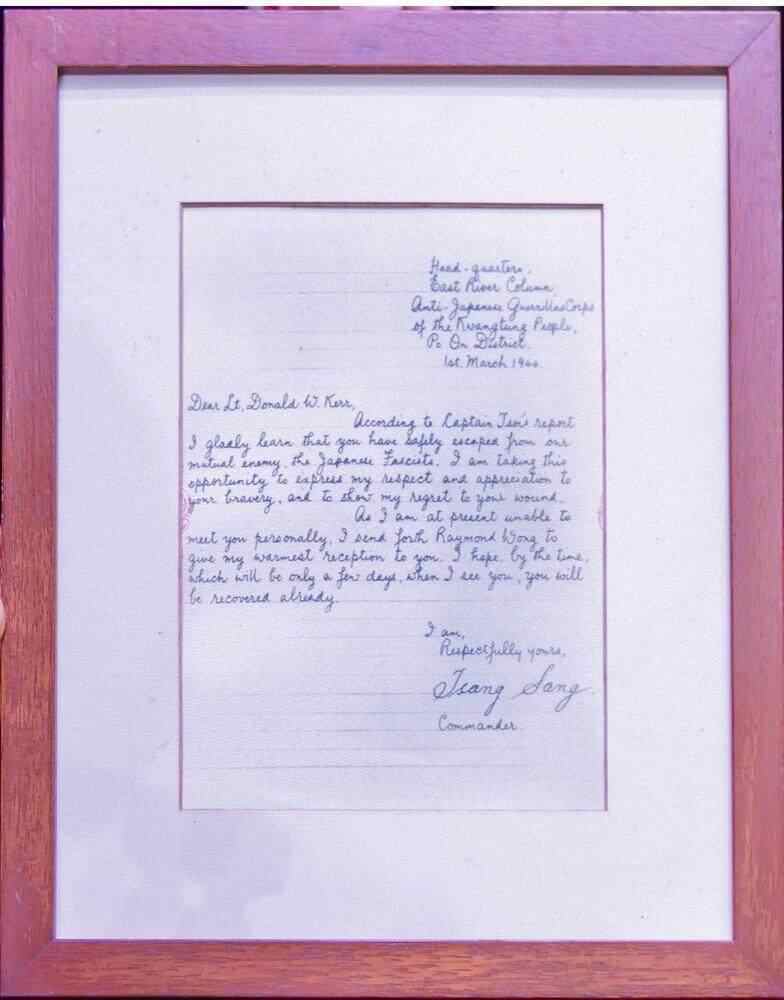 Head-quarters,
East River Column
Anti-Japanese Guerrillas Corps
of the Kwangtung People,
Po On District.
1st. March 1944.
Dear Lt, Donald W. Kerr,
According to Captain Tsoi's report
I gladly learn that you have safely escaped from our
mutual enemy, the Japanese Fascists. I am taking this
opportunity to express my respect and appreciation to
your bravery, and to show my regret to your wound.
As I am at present unable to
meet you personally, I send forth Raymond Wong to
give my warmest reception to you. I hope by the time,
which will be only a few days, when I see you, you will
be recovered already.
I am,
Respectfully yours,
Tsang Sang
Commander.